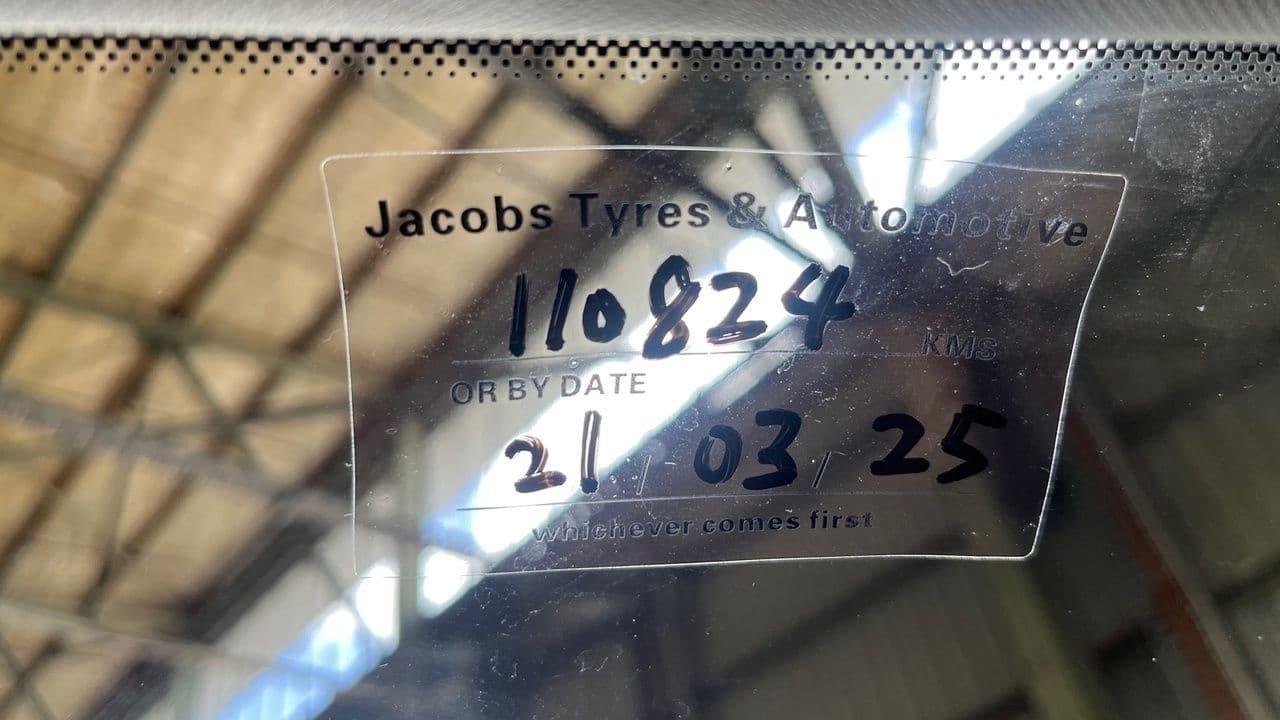 Jacobs Tyres & Automotive
110824
KMS
OR BY DATE
21 / 03 / 25
whichever comes first